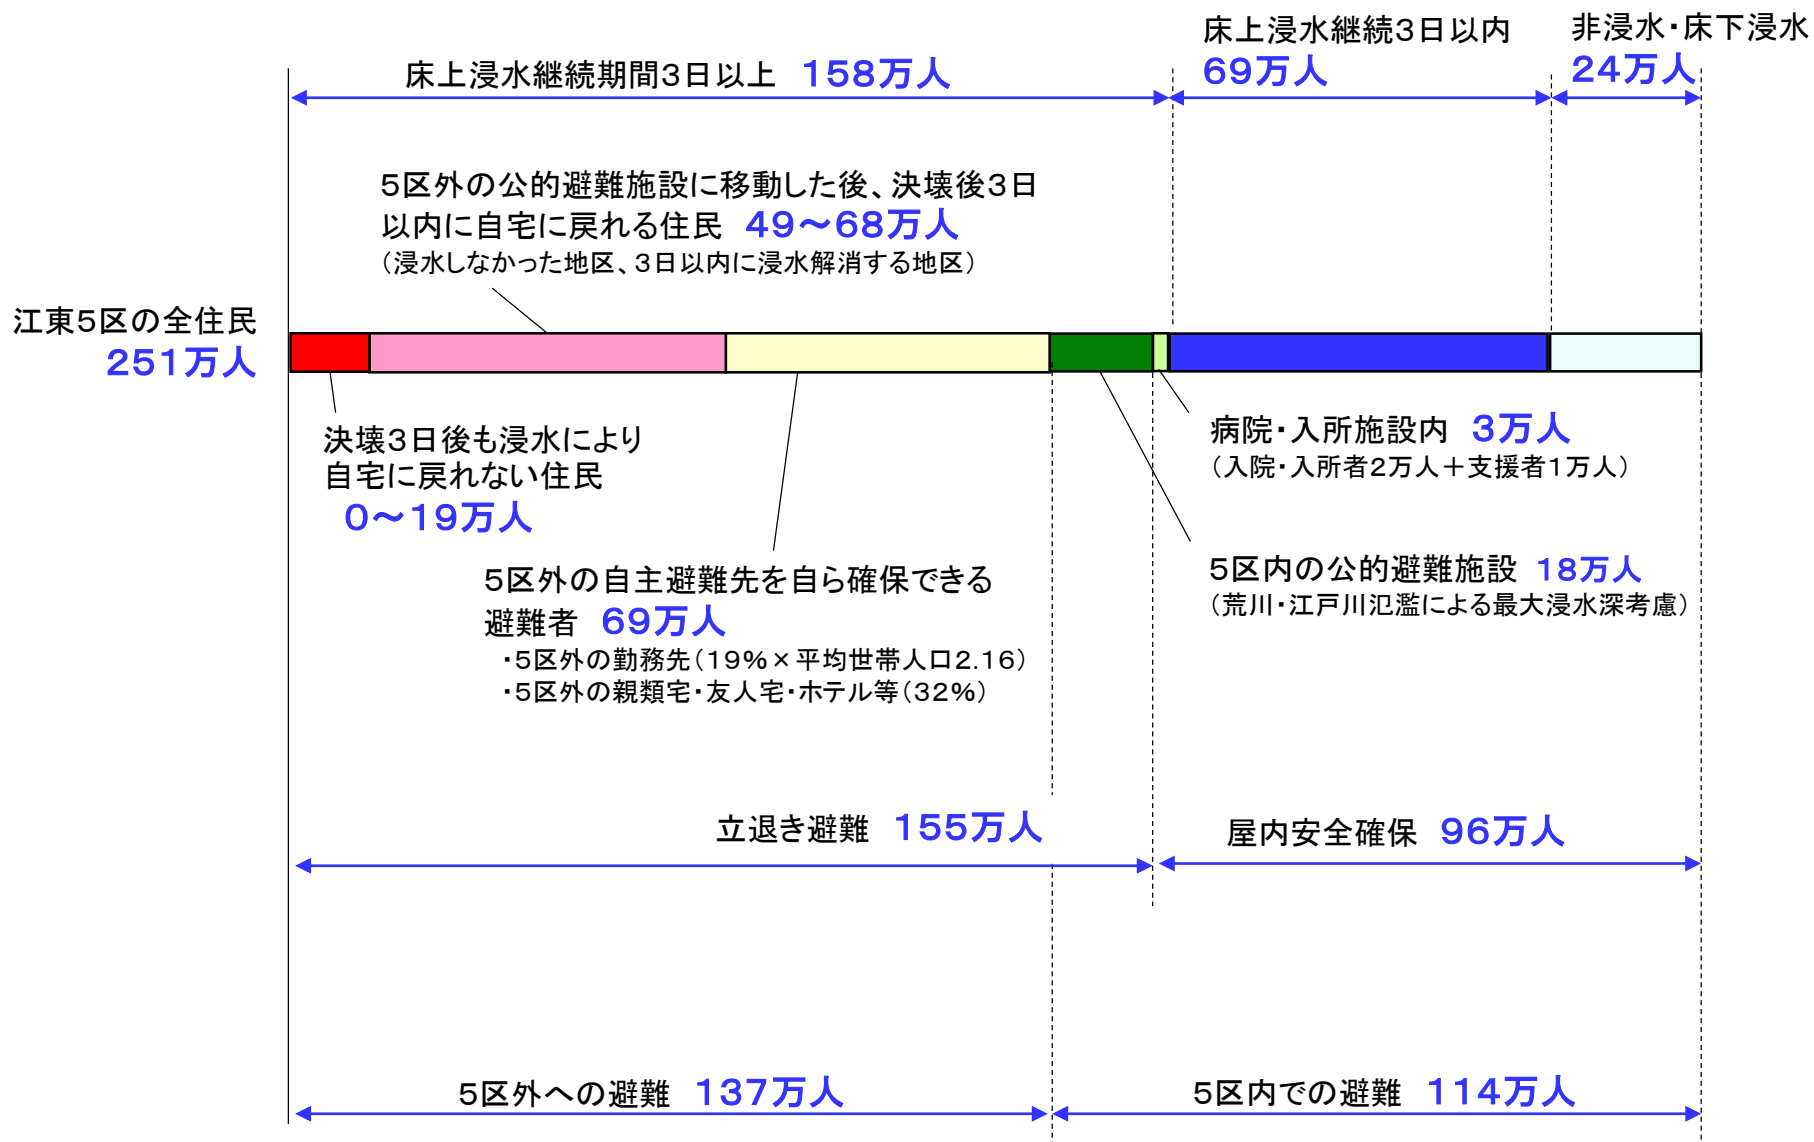 床上浸水継続期間3日以上 158万人
床上浸水継続3日以内
69万人
非浸水・床下浸水
24万人
5区外の公的避難施設に移動した後、決壊後3日
以内に自宅に戻れる住民 49～68万人
（浸水しなかった地区、3日以内に浸水解消する地区）
江東5区の全住民
251万人
決壊3日後も浸水により
自宅に戻れない住民
0～19万人
病院・入所施設内 3万人
（入院・入所者2万人＋支援者1万人）
5区外の自主避難先を自ら確保できる
避難者 69万人
・5区外の勤務先（19%×平均世帯人口2.16）
・5区外の親類宅・友人宅・ホテル等（32%）
5区内の公的避難施設 18万人
（荒川・江戸川氾濫による最大浸水深考慮）
立退き避難 155万人
屋内安全確保 96万人
5区外への避難 137万人
5区内での避難 114万人